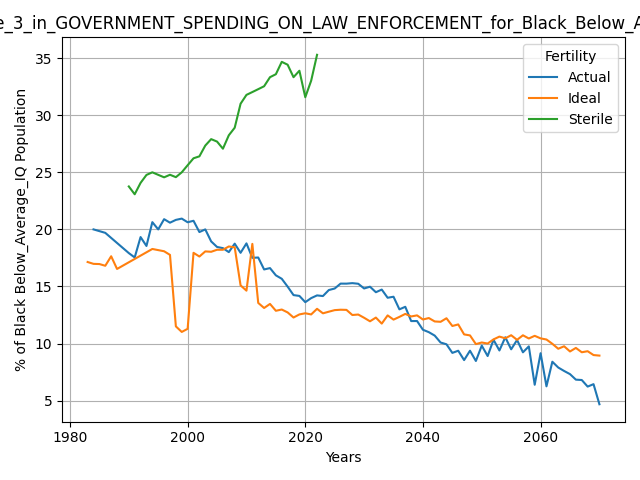 e_3_in_GOVERNMENT_SPENDING_ON_LAW_ENFORCEMENT_for_Black_Below_A
Fertility
Actual
Ideal
Sterile
% of Black Below_Average_IQ Population
35
30
25
20
15
10
5
1980 2000 2020 2040 2060
Years